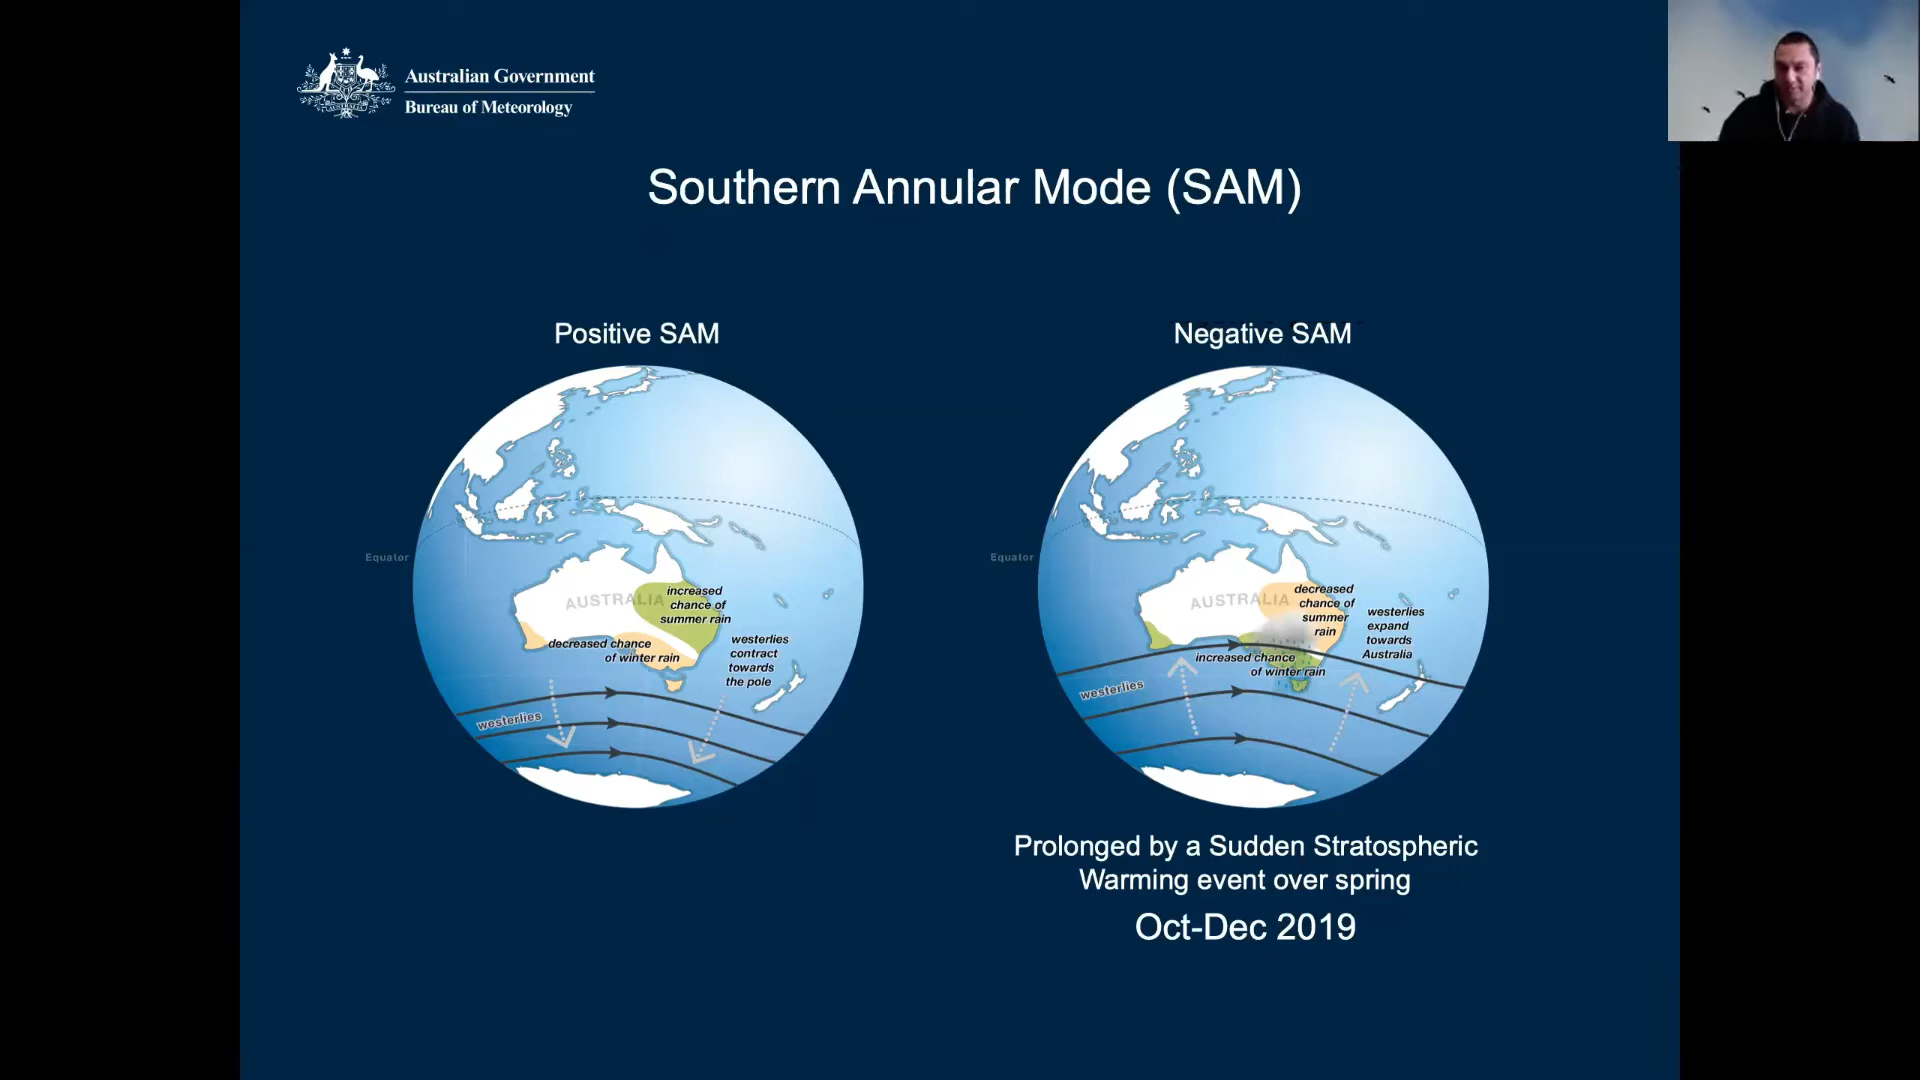 Australian Government
Bureau of Meteorology
Southern Annular Mode (SAM)
Positive SAM
Equator
AUSTRALIA
increased
chance of
summer rain
decreased chance
of winter rain
westerlies
contract
towards
the pole
westerlies
Negative SAM
Equator
AUSTRALIA
decreased
chance of
summer
rain
westerlies
expand
towards
Australia
increased chance
of winter rain
westerlies
Prolonged by a Sudden Stratospheric
Warming event over spring
Oct-Dec 2019